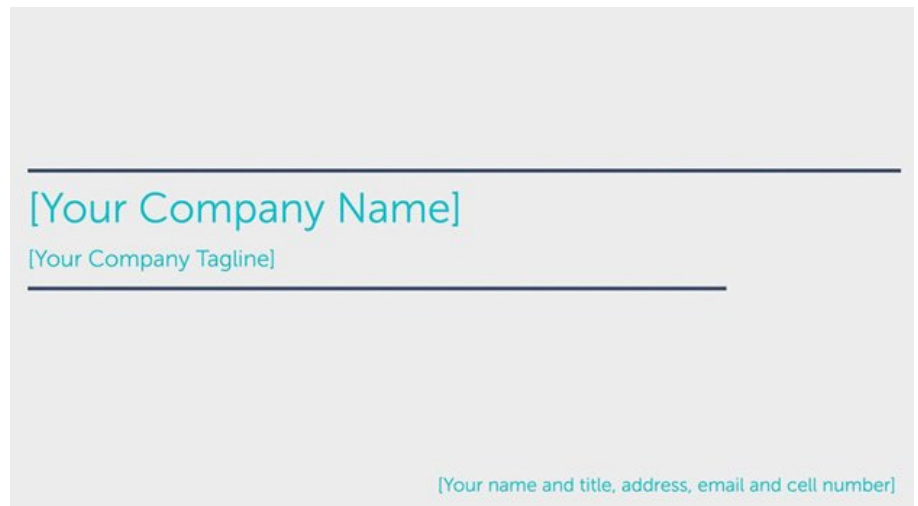 [Your Company Name]
[Your Company Tagline]
[Your name and title, address, email and cell number]